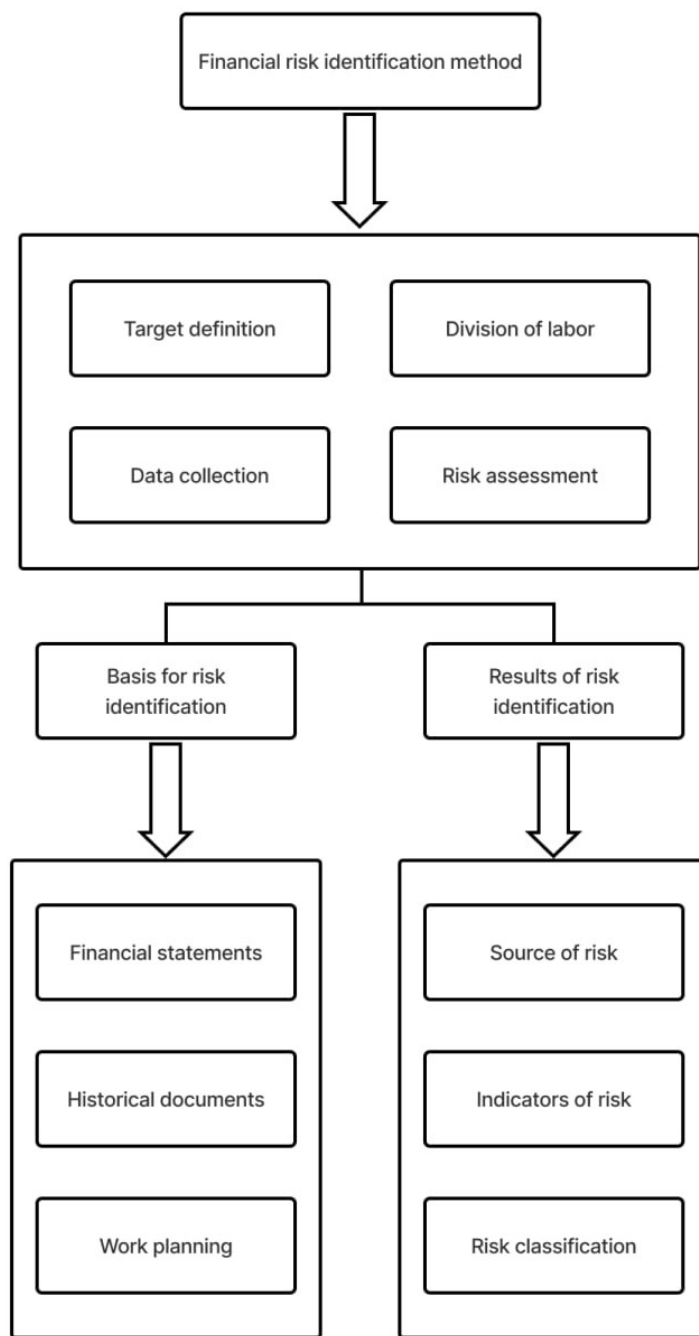 Financial risk identification method
Target definition
Division of labor
Data collection
Risk assessment
Basis for risk
identification
Results of risk
identification
Financial statements
Historical documents
Work planning
Source of risk
Indicators of risk
Risk classification